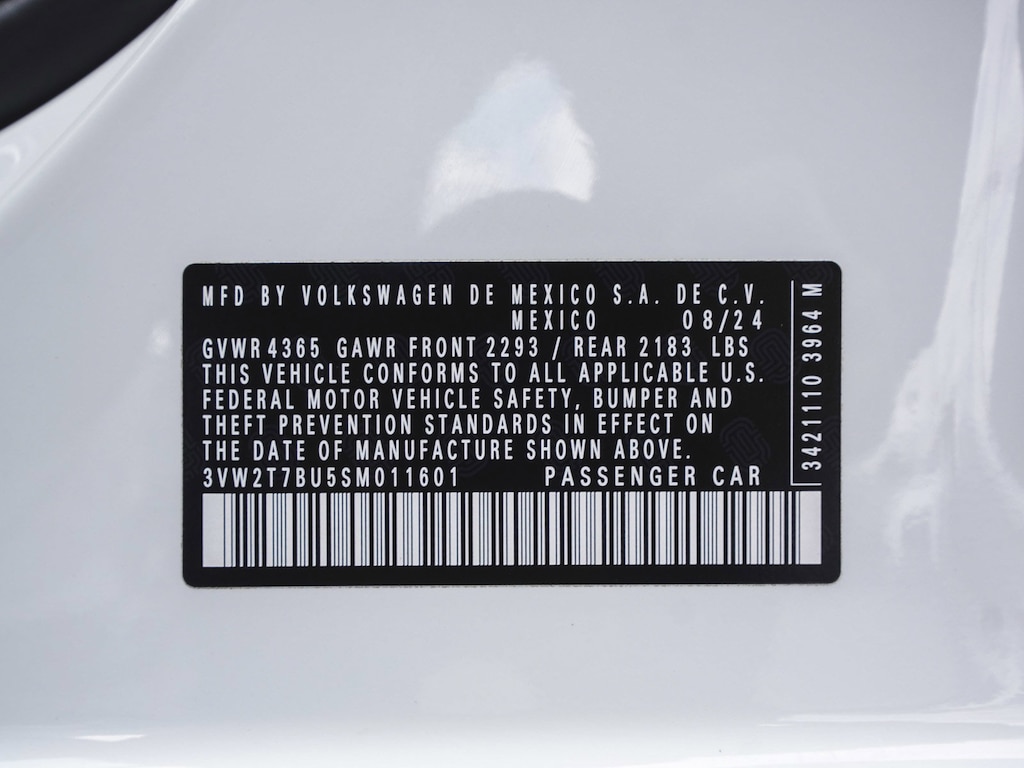 MFD BY VOLKSWAGEN DE MEXICO S.A. DE C.V.
MEXICO 08/24
GVWR 4365 GAWR FRONT 2293 / REAR 2183 LBS
THIS VEHICLE CONFORMS TO ALL APPLICABLE U.S.
FEDERAL MOTOR VEHICLE SAFETY, BUMPER AND
THEFT PREVENTION STANDARDS IN EFFECT ON
THE DATE OF MANUFACTURE SHOWN ABOVE.
3VW2T7BU5SM011601 PASSENGER CAR
3421110 3964 M